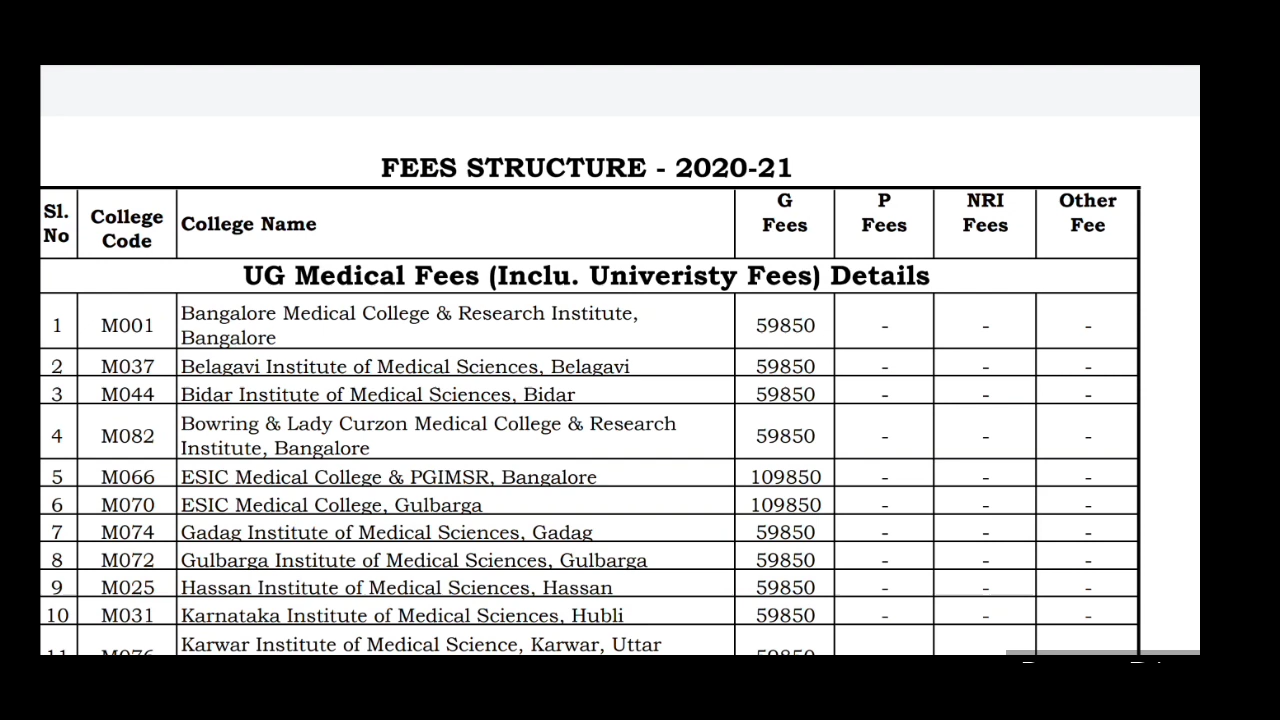 FEES STRUCTURE - 2020-21
Sl. No College Code College Name G Fees P Fees NRI Fees Other Fee
UG Medical Fees (Inclu. Univeristy Fees) Details
1 M001 Bangalore Medical College & Research Institute, Bangalore 59850 - - -
2 M037 Belagavi Institute of Medical Sciences, Belagavi 59850 - - -
3 M044 Bidar Institute of Medical Sciences, Bidar 59850 - - -
4 M082 Bowring & Lady Curzon Medical College & Research Institute, Bangalore 59850 - - -
5 M066 ESIC Medical College & PGIMSR, Bangalore 109850 - - -
6 M070 ESIC Medical College, Gulbarga 109850 - - -
7 M074 Gadag Institute of Medical Sciences, Gadag 59850 - - -
8 M072 Gulbarga Institute of Medical Sciences, Gulbarga 59850 - - -
9 M025 Hassan Institute of Medical Sciences, Hassan 59850 - - -
10 M031 Karnataka Institute of Medical Sciences, Hubli 59850 - - -
Karwar Institute of Medical Science, Karwar, Uttar